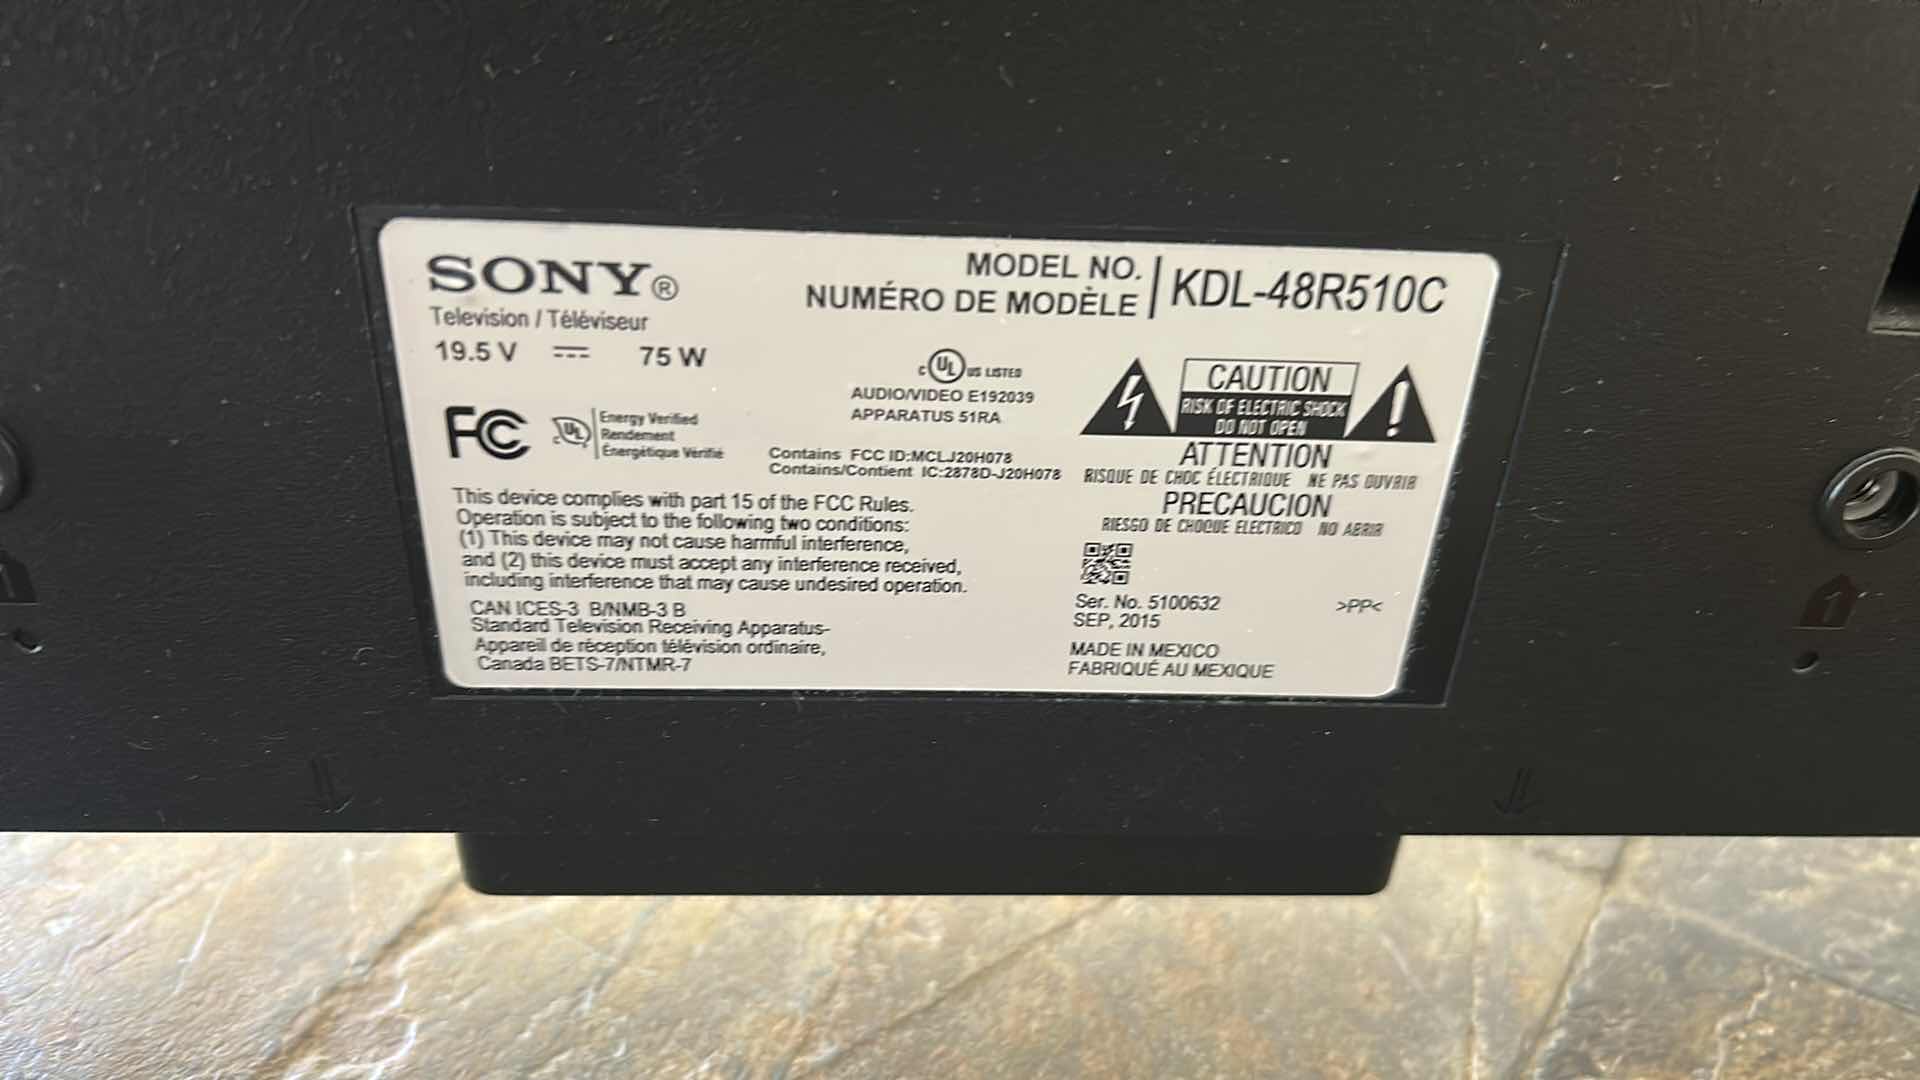 SONY®
Television / Téléviseur
19.5 V 75 W
MODEL NO.
NUMÉRO DE MODÈLE
KDL-48R510C
FC
c UL
Energy Verified
Rendement
Énergétique Vérifié
c UL US LISTED
AUDIO/VIDEO E192039
APPARATUS 51RA
Contains FCC ID:MCLJ20H078
Contains/Contient IC:2878D-J20H078
CAUTION
RISK OF ELECTRIC SHOCK
DO NOT OPEN
ATTENTION
RISQUE DE CHOC ÉLECTRIQUE NE PAS OUVRIR
PRECAUCION
RIESGO DE CHOQUE ELECTRICO NO ABRIR
This device complies with part 15 of the FCC Rules.
Operation is subject to the following two conditions:
(1) This device may not cause harmful interference,
and (2) this device must accept any interference received,
including interference that may cause undesired operation.
CAN ICES-3 B/NMB-3 B
Standard Television Receiving Apparatus-
Appareil de réception télévision ordinaire,
Canada BETS-7/NTMR-7
Ser. No. 5100632
SEP, 2015
>PP<
MADE IN MEXICO
FABRIQUÉ AU MEXIQUE
1
1